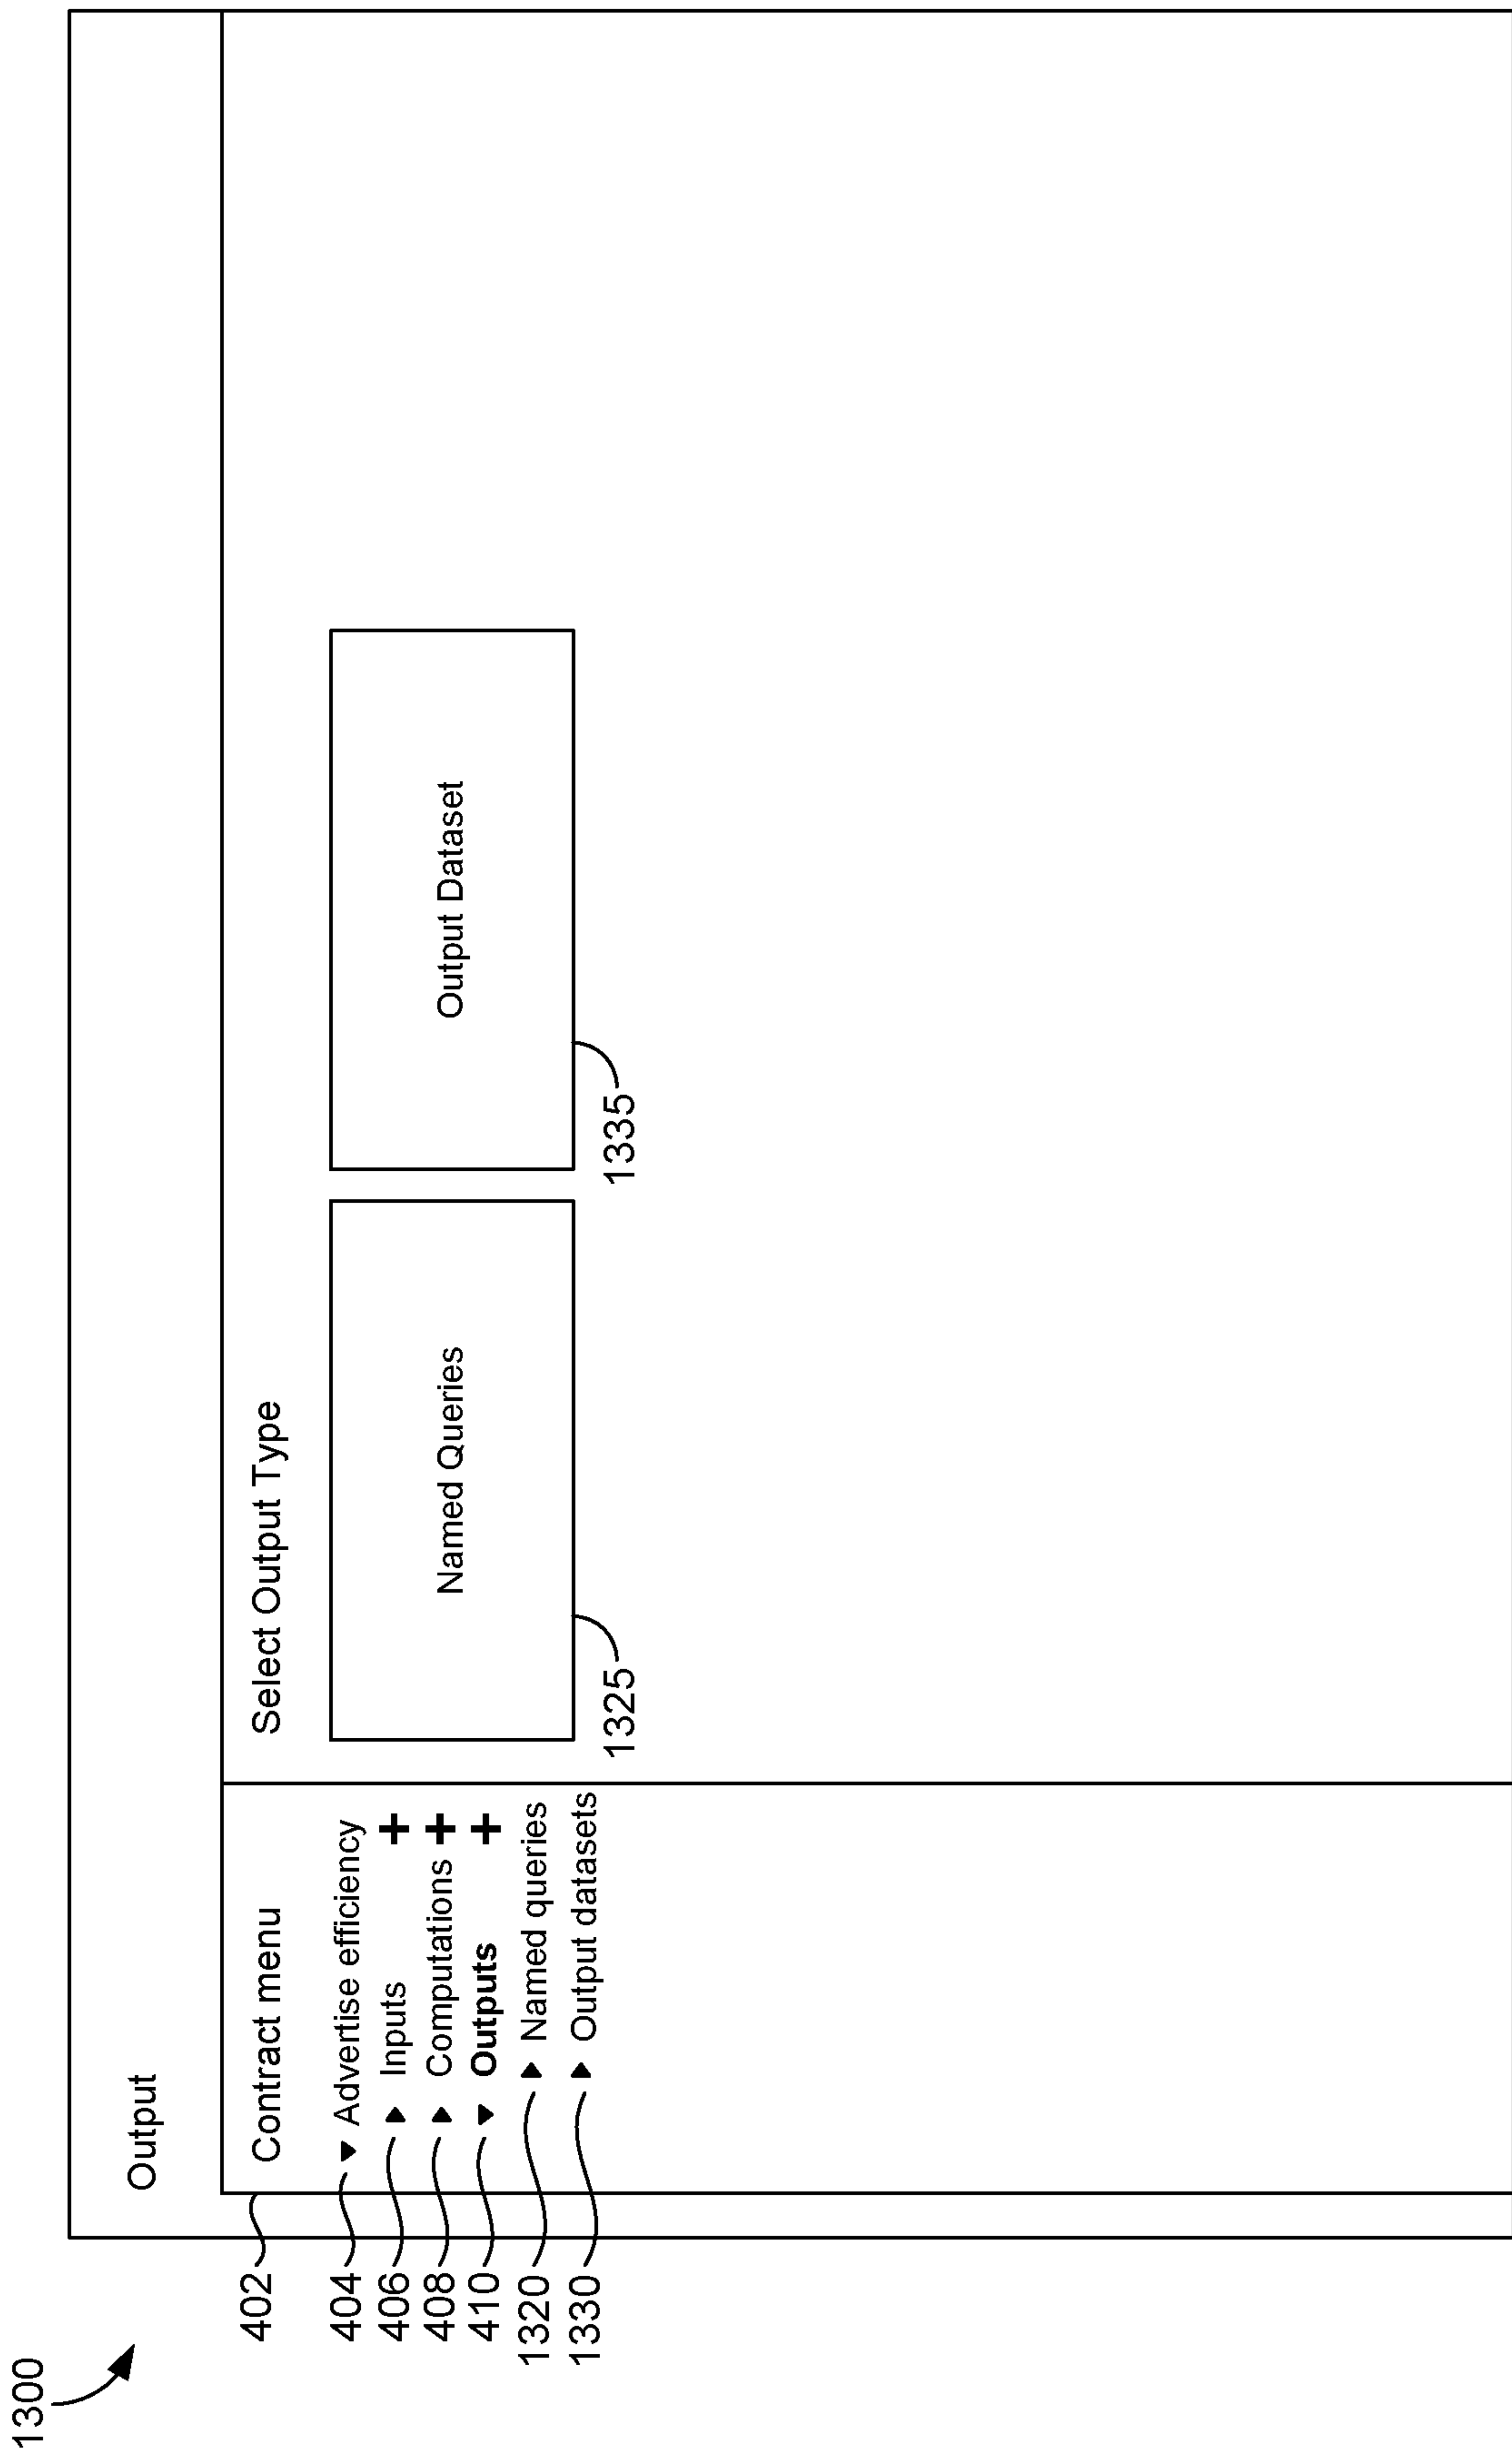 1300
Output
402
Contract menu
404
Advertise efficiency
406
Inputs +
408
Computations +
410
Outputs +
1320
Named queries
1330
Output datasets
Select Output Type
Named Queries
1325
Output Dataset
1335